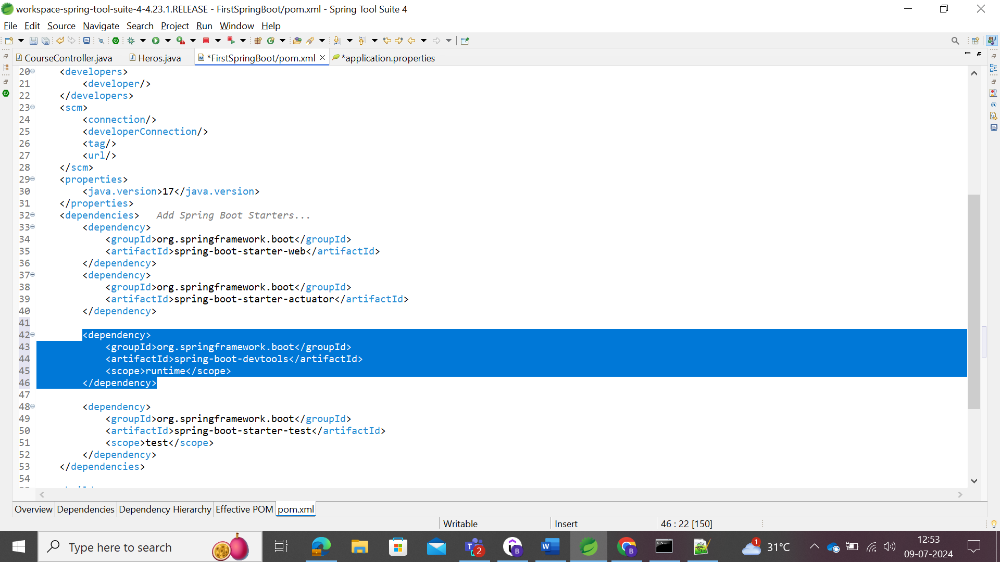 workspace-spring-tool-suite-4-4.23.1.RELEASE - FirstSpringBoot/pom.xml - Spring Tool Suite 4
File Edit Source Navigate Search Project Run Window Help
CourseController.java Heros.java *FirstSpringBoot/pom.xml *application.properties
20 <developers>
21 <developer/>
22 </developers>
23 <scm>
24 <connection/>
25 <developerConnection/>
26 <tag/>
27 <url/>
28 </scm>
29 <properties>
30 <java.version>17</java.version>
31 </properties>
32 <dependencies> Add Spring Boot Starters...
33 <dependency>
34 <groupId>org.springframework.boot</groupId>
35 <artifactId>spring-boot-starter-web</artifactId>
36 </dependency>
37 <dependency>
38 <groupId>org.springframework.boot</groupId>
39 <artifactId>spring-boot-starter-actuator</artifactId>
40 </dependency>
41
42 <dependency>
43 <groupId>org.springframework.boot</groupId>
44 <artifactId>spring-boot-devtools</artifactId>
45 <scope>runtime</scope>
46 </dependency>
47
48 <dependency>
49 <groupId>org.springframework.boot</groupId>
50 <artifactId>spring-boot-starter-test</artifactId>
51 <scope>test</scope>
52 </dependency>
53 </dependencies>
54
Overview Dependencies Dependency Hierarchy Effective POM pom.xml
Writable Insert 46 : 22 [150]
Type here to search
2
B
W
B
1
31°C
12:53
09-07-2024